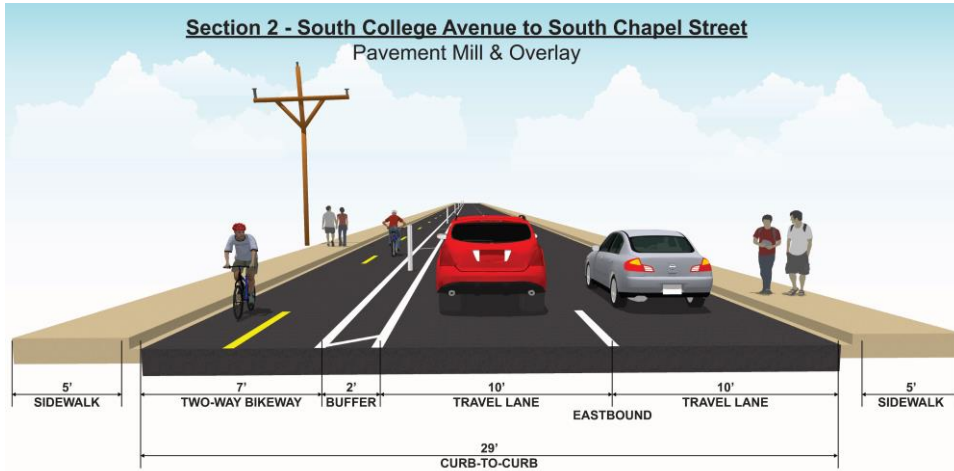 Section 2 - South College Avenue to South Chapel Street
Pavement Mill & Overlay
5' 7' 2' 10' 10' 5'
SIDEWALK TWO-WAY BIKEWAY BUFFER TRAVEL LANE TRAVEL LANE SIDEWALK
EASTBOUND
29'
CURB-TO-CURB